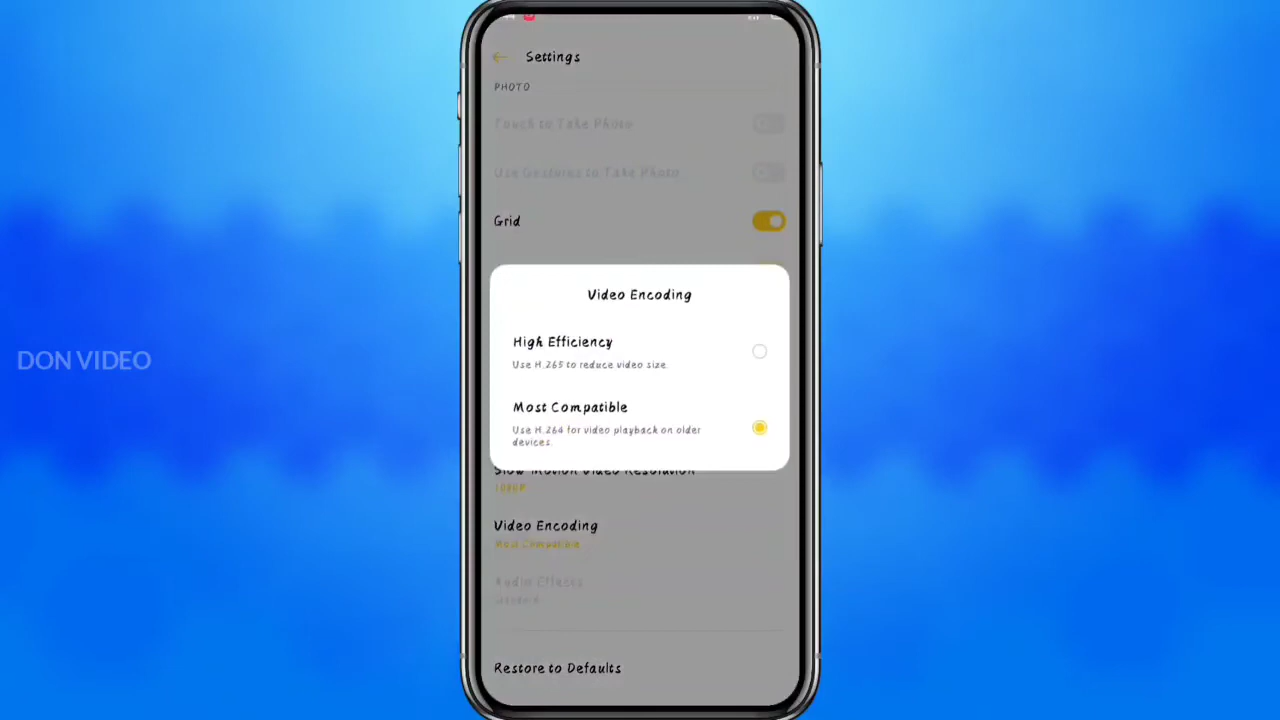 Settings
PHOTO
Touch to Take Photo
Use Gestures to Take Photo
Grid
Video Encoding
High Efficiency
Use H.265 to reduce video size.
DON VIDEO
Most Compatible
Use H.264 for video playback on older
devices.
Slow Motion Video Resolution
1080P
Video Encoding
Most Compatible
Audio Effects
Restore to Defaults